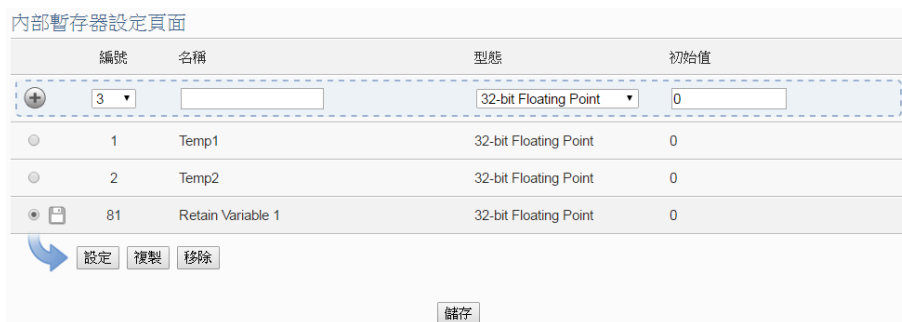 內部暫存器設定頁面
編號 名稱 型態 初始值
3 32-bit Floating Point 0
1 Temp1 32-bit Floating Point 0
2 Temp2 32-bit Floating Point 0
81 Retain Variable 1 32-bit Floating Point 0
設定 複製 移除
儲存